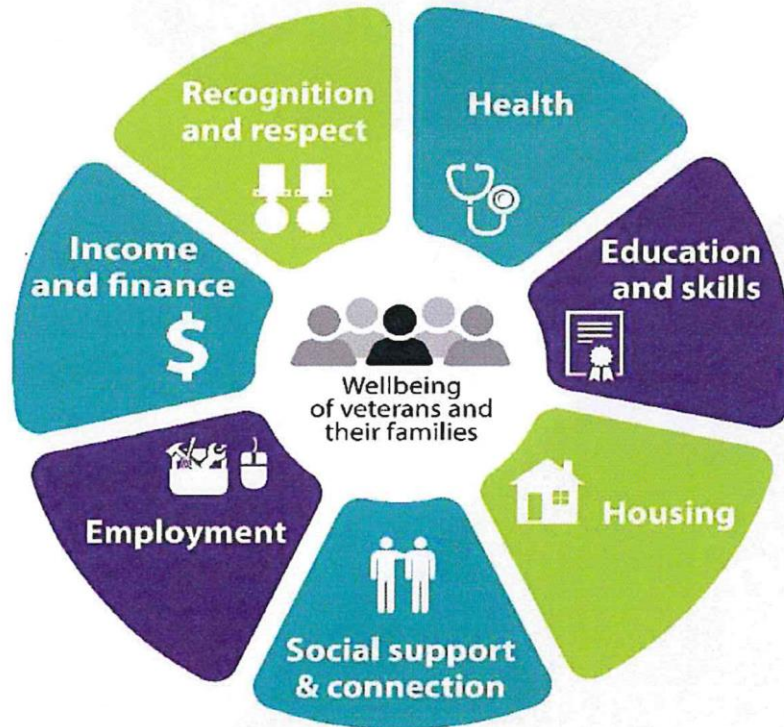 Health
Education
and skills
Housing
Social support
& connection
Employment
Income
and finance
$
Recognition
and respect
Wellbeing
of veterans and
their families